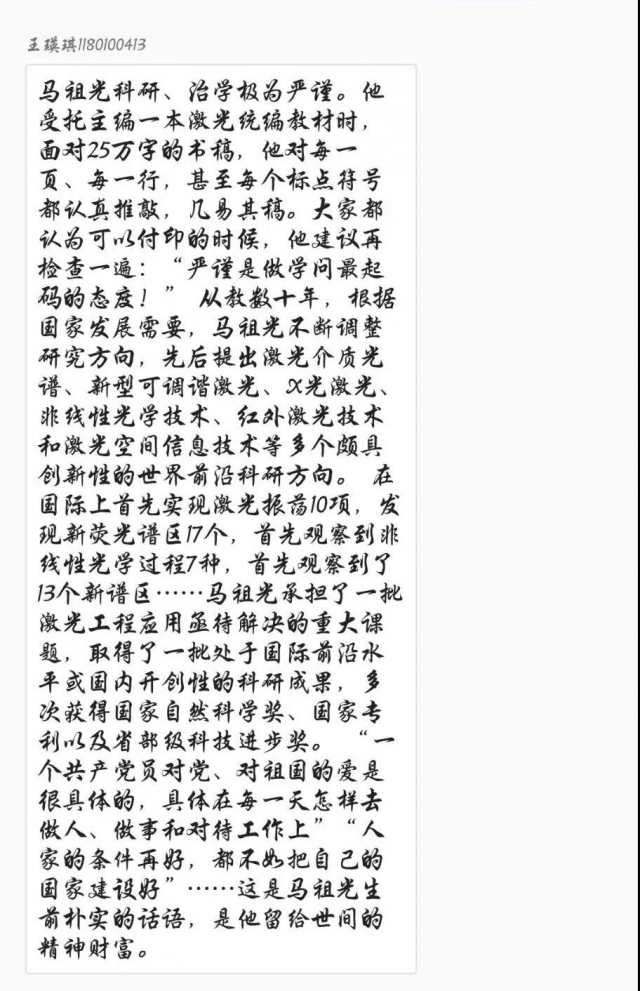 王瑛琪1180100413
马祖光科研、治学极为严谨。他
受托主编一本激光统编教材时，
面对25万字的书稿，他对每一
页、每一行，甚至每个标点符号
都认真推敲，几易其稿。大家都
认为可以付印的时候，他建议再
检查一遍：“严谨是做学问最起
码的态度！” 从教数十年，根据
国家发展需要，马祖光不断调整
研究方向，先后提出激光介质光
谱、新型可调谐激光、X光激光、
非线性光学技术、红外激光技术
和激光空间信息技术等多个颇具
创新性的世界前沿科研方向。 在
国际上首先实现激光振荡10项，发
现新荧光谱区17个，首先观察到非
线性光学过程7种，首先观察到了
13个新谱区……马祖光承担了一批
激光工程应用亟待解决的重大课
题，取得了一批处于国际前沿水
平或国内开创性的科研成果，多
次获得国家自然科学奖、国家专
利以及省部级科技进步奖。 “一
个共产党员对党、对祖国的爱是
很具体的，具体在每一天怎样去
做人、做事和对待工作上”“人
家的条件再好，都不如把自己的
国家建设好”……这是马祖光生
前朴实的话语，是他留给世间的
精神财富。